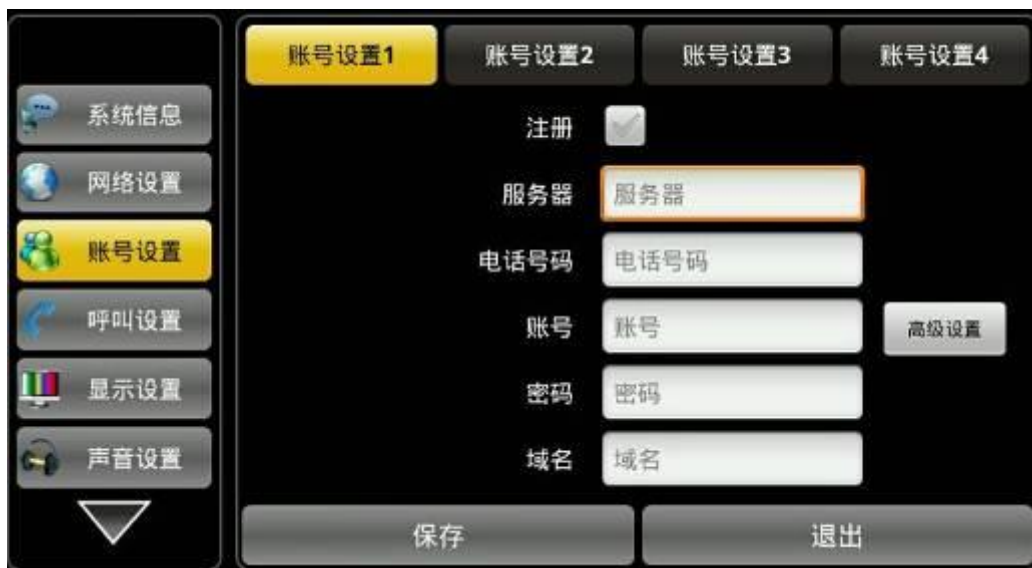 账号设置1
账号设置2
账号设置3
账号设置4
系统信息
网络设置
账号设置
呼叫设置
显示设置
声音设置
注册
服务器 服务器
电话号码 电话号码
账号 账号 高级设置
密码 密码
域名 域名
保存 退出